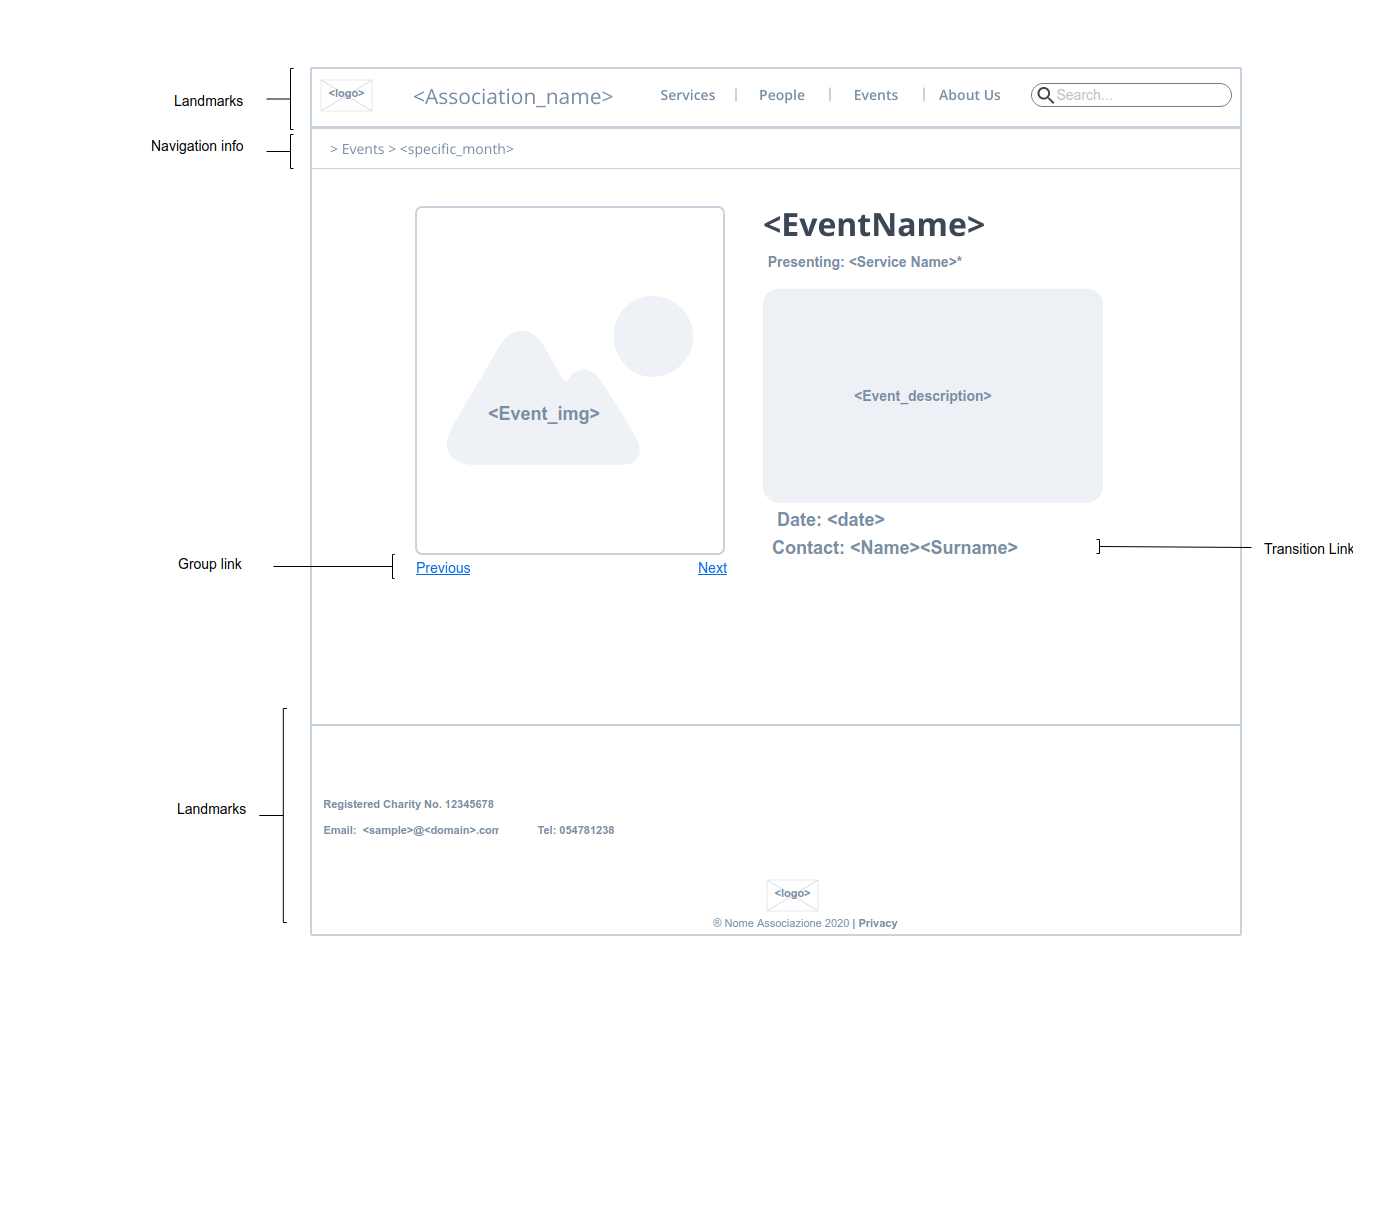 Landmarks
<logo>
<Association_name>
Services | People | Events | About Us
Search...
Navigation info
> Events > <specific_month>
<EventName>
Presenting: <Service Name>*
<Event_img>
<Event_description>
Date: <date>
Contact: <Name><Surname>
Transition Link
Group link
Previous
Next
Landmarks
Registered Charity No. 12345678
Email: <sample>@<domain>.com
Tel: 054781238
<logo>
® Nome Associazione 2020 | Privacy